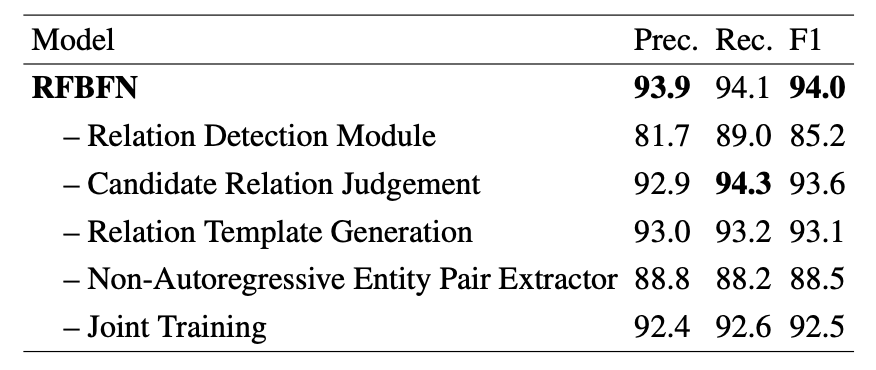 Model Prec. Rec. F1
RFBFN 93.9 94.1 94.0
– Relation Detection Module 81.7 89.0 85.2
– Candidate Relation Judgement 92.9 94.3 93.6
– Relation Template Generation 93.0 93.2 93.1
– Non-Autoregressive Entity Pair Extractor 88.8 88.2 88.5
– Joint Training 92.4 92.6 92.5